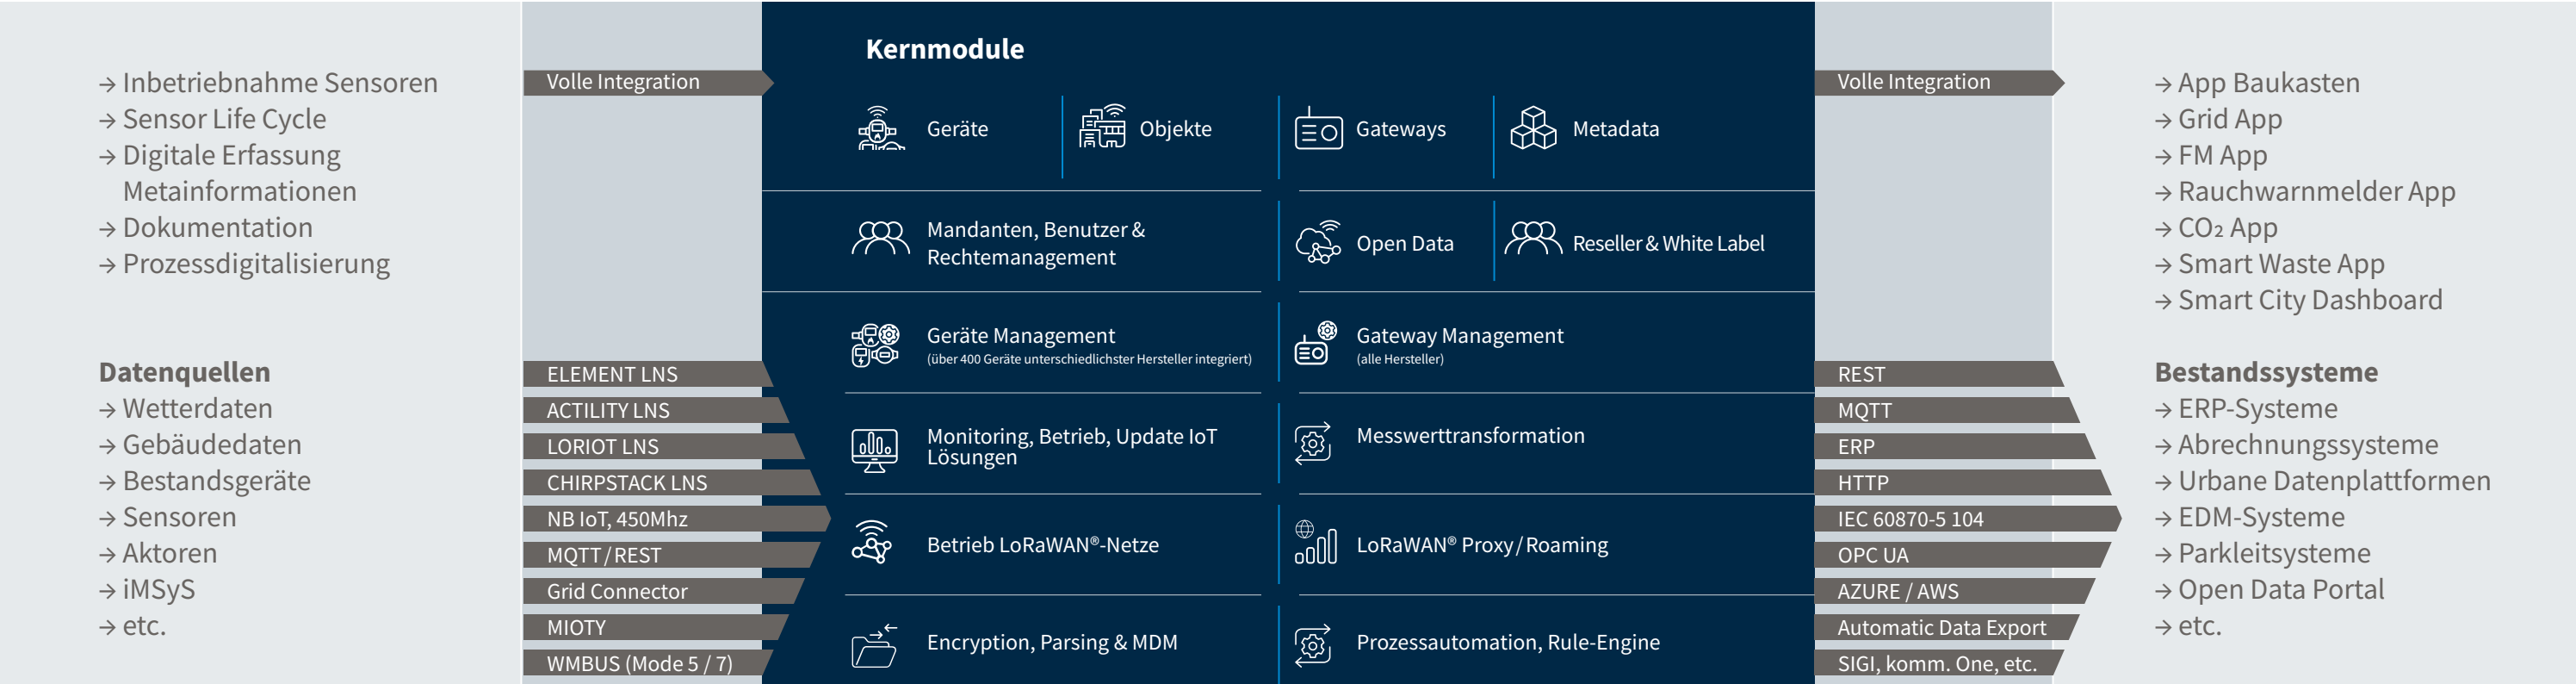 → Inbetriebnahme Sensoren
→ Sensor Life Cycle
→ Digitale Erfassung
Metainformationen
→ Dokumentation
→ Prozessdigitalisierung
Datenquellen
→ Wetterdaten
→ Gebäudedaten
→ Bestandsgeräte
→ Sensoren
→ Aktoren
→ iMSyS
→ etc.
Volle Integration
ELEMENT LNS
ACTILITY LNS
LORIOT LNS
CHIRPSTACK LNS
NB IoT, 450Mhz
MQTT / REST
Grid Connector
MIOTY
WMBUS (Mode 5 / 7)
Kernmodule
Geräte
Objekte
Gateways
Metadata
Mandanten, Benutzer &
Rechtemanagement
Open Data
Reseller & White Label
Geräte Management
(über 400 Geräte unterschiedlichster Hersteller integriert)
Gateway Management
(alle Hersteller)
Monitoring, Betrieb, Update IoT
Lösungen
Messwerttransformation
Betrieb LoRaWAN®-Netze
LoRaWAN® Proxy / Roaming
Encryption, Parsing & MDM
Prozessautomation, Rule-Engine
Volle Integration
REST
MQTT
ERP
HTTP
IEC 60870-5 104
OPC UA
AZURE / AWS
Automatic Data Export
SIGI, komm. One, etc.
→ App Baukasten
→ Grid App
→ FM App
→ Rauchwarnmelder App
→ CO₂ App
→ Smart Waste App
→ Smart City Dashboard
Bestandssysteme
→ ERP-Systeme
→ Abrechnungssysteme
→ Urbane Datenplattformen
→ EDM-Systeme
→ Parkleitsysteme
→ Open Data Portal
→ etc.